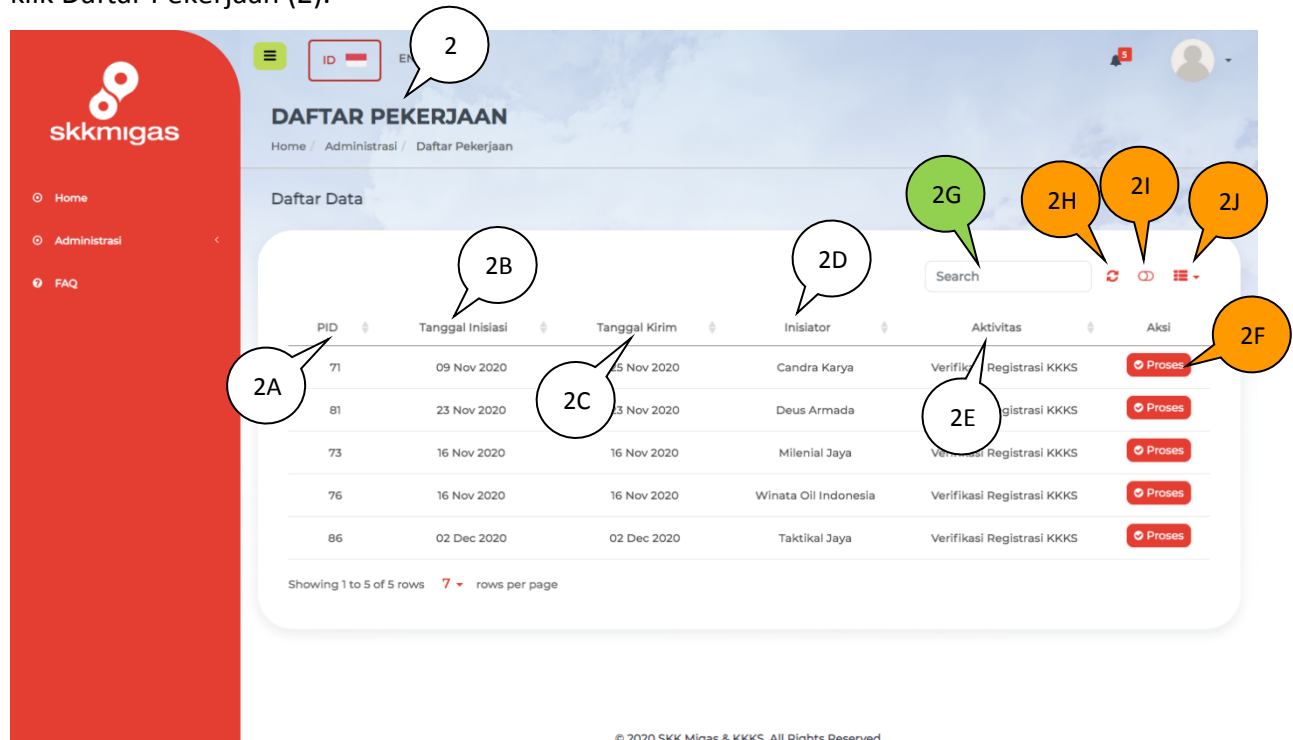 klik Daftar Pekerjaan (2).
skkmigas
ID
2
5
DAFTAR PEKERJAAN
Home / Administrasi / Daftar Pekerjaan
Home
Administrasi
FAQ
Daftar Data
2G
2H
2I
2J
2B
2D
Search
PID Tanggal Inisiasi Tanggal Kirim Inisiator Aktivitas Aksi
2F
71 09 Nov 2020 25 Nov 2020 Candra Karya Registrasi KKKS Proses
2A
2C
2E
81 23 Nov 2020 23 Nov 2020 Deus Armada KKKS Proses
73 16 Nov 2020 16 Nov 2020 Milenial Jaya Verifikasi Registrasi KKKS Proses
76 16 Nov 2020 16 Nov 2020 Winata Oil Indonesia Verifikasi Registrasi KKKS Proses
86 02 Dec 2020 02 Dec 2020 Taktikal Jaya Verifikasi Registrasi KKKS Proses
Showing 1 to 5 of 5 rows 7 rows per page
© 2020 SKK Migas & KKKS. All Rights Reserved